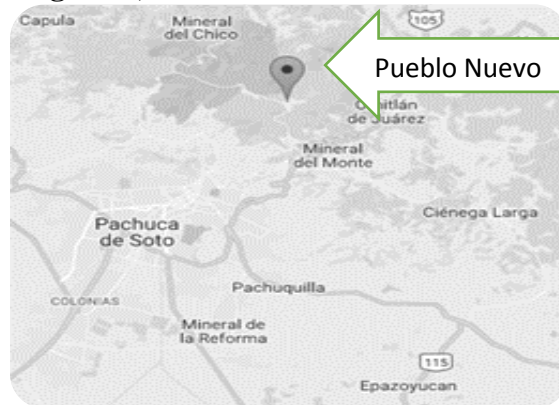 Capula
Mineral
del Chico
105
Pueblo Nuevo
de Juárez
Mineral
del Monte
Ciénega Larga
Pachuca
de Soto
Pachuquilla
COLONIAS
Mineral de
la Reforma
115
Epazoyucan